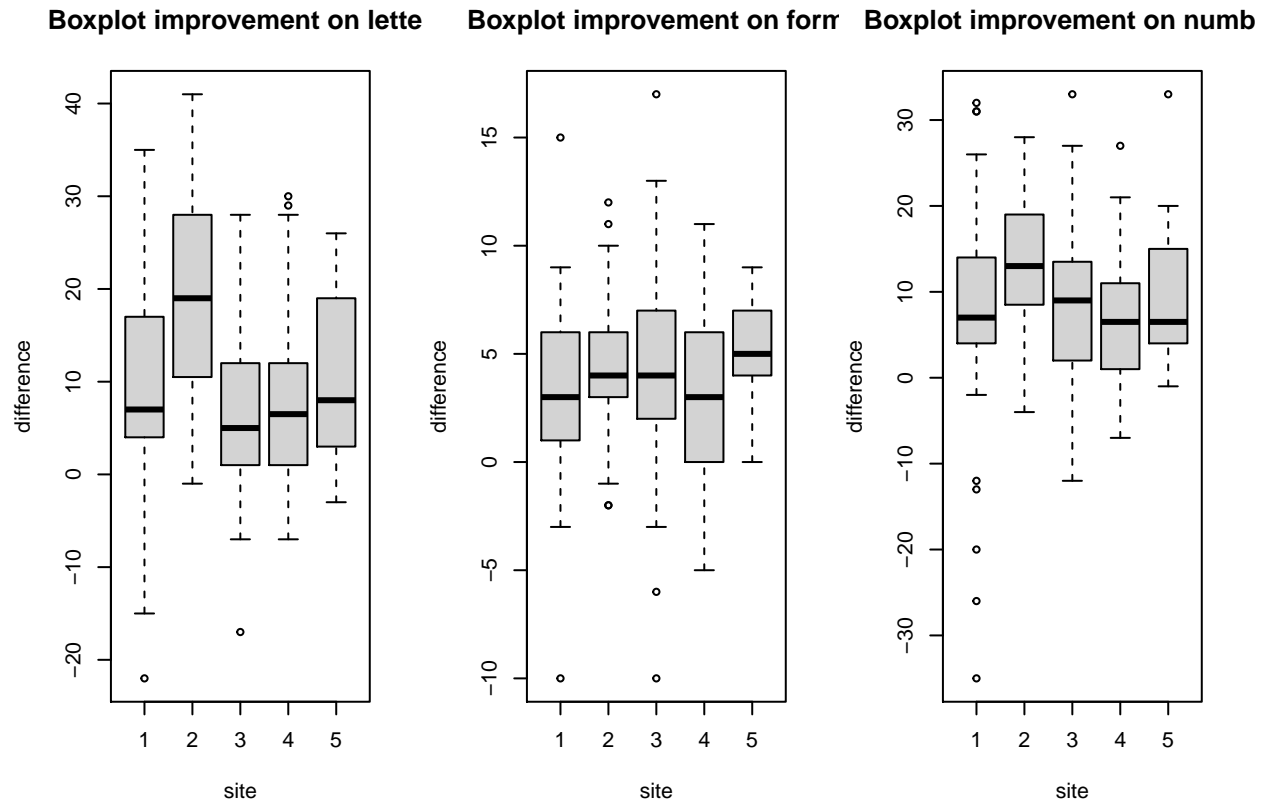 Boxplot improvement on lette
40
30
20
10
0
−10
−20
difference
1 2 3 4 5
site
Boxplot improvement on form
15
10
5
0
−5
−10
difference
1 2 3 4 5
site
Boxplot improvement on numb
30
20
10
0
−10
−20
−30
difference
1 2 3 4 5
site